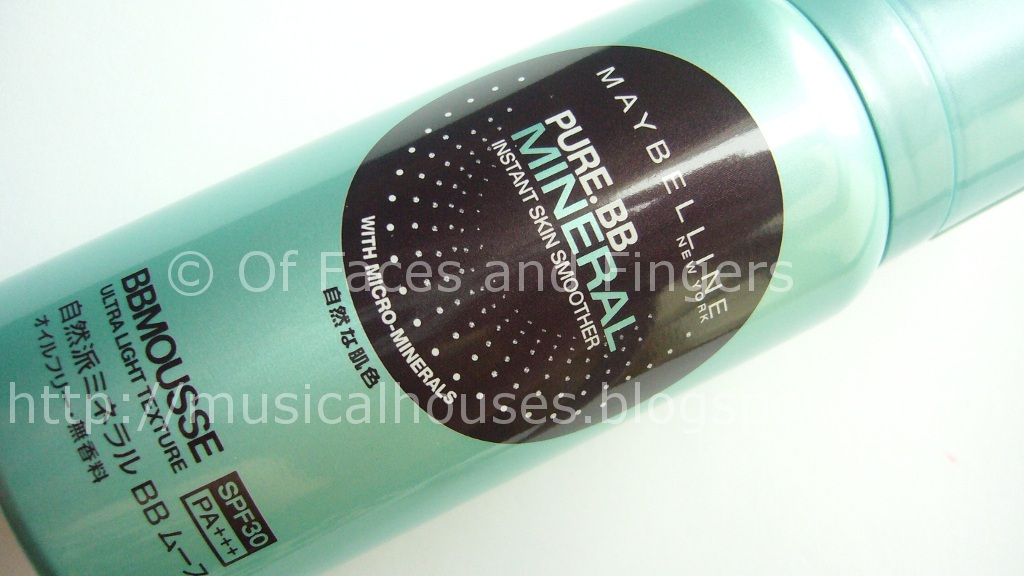 MAYBELLINE
NEW YORK
PURE.BB
MINERAL
INSTANT SKIN SMOOTHER
WITH MICRO-MINERALS
自然な肌色
BBMOUSSE
ULTRA LIGHT TEXTURE
自然派ミネラル BB ムース
オイルフリー 無香料
SPF30
PA+++
© Of Faces and Fingers
http://musicalhouses.blogsp